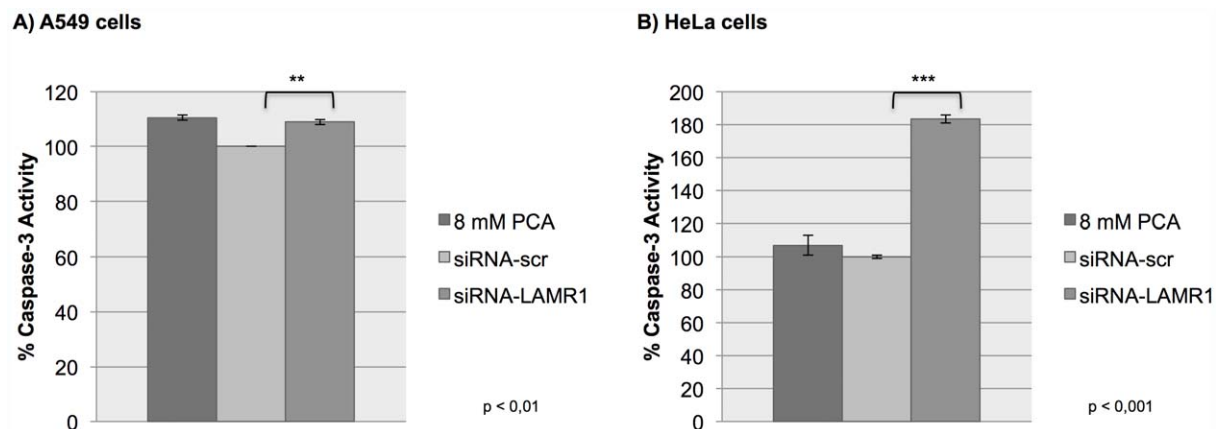 A) A549 cells
**
120
100
80
60
40
20
0
% Caspase-3 Activity
8 mM PCA
siRNA-scr
siRNA-LAMR1
p < 0,01
B) HeLa cells
***
200
180
160
140
120
100
80
60
40
20
0
% Caspase-3 Activity
8 mM PCA
siRNA-scr
siRNA-LAMR1
p < 0,001